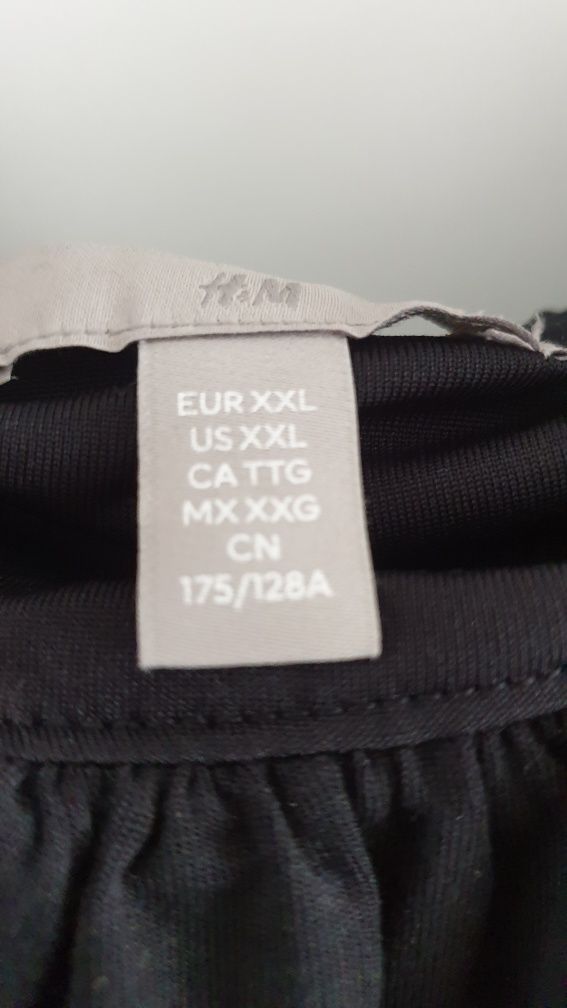 H&M
EUR XXL
US XXL
CA TTG
MX XXG
CN
175/128A